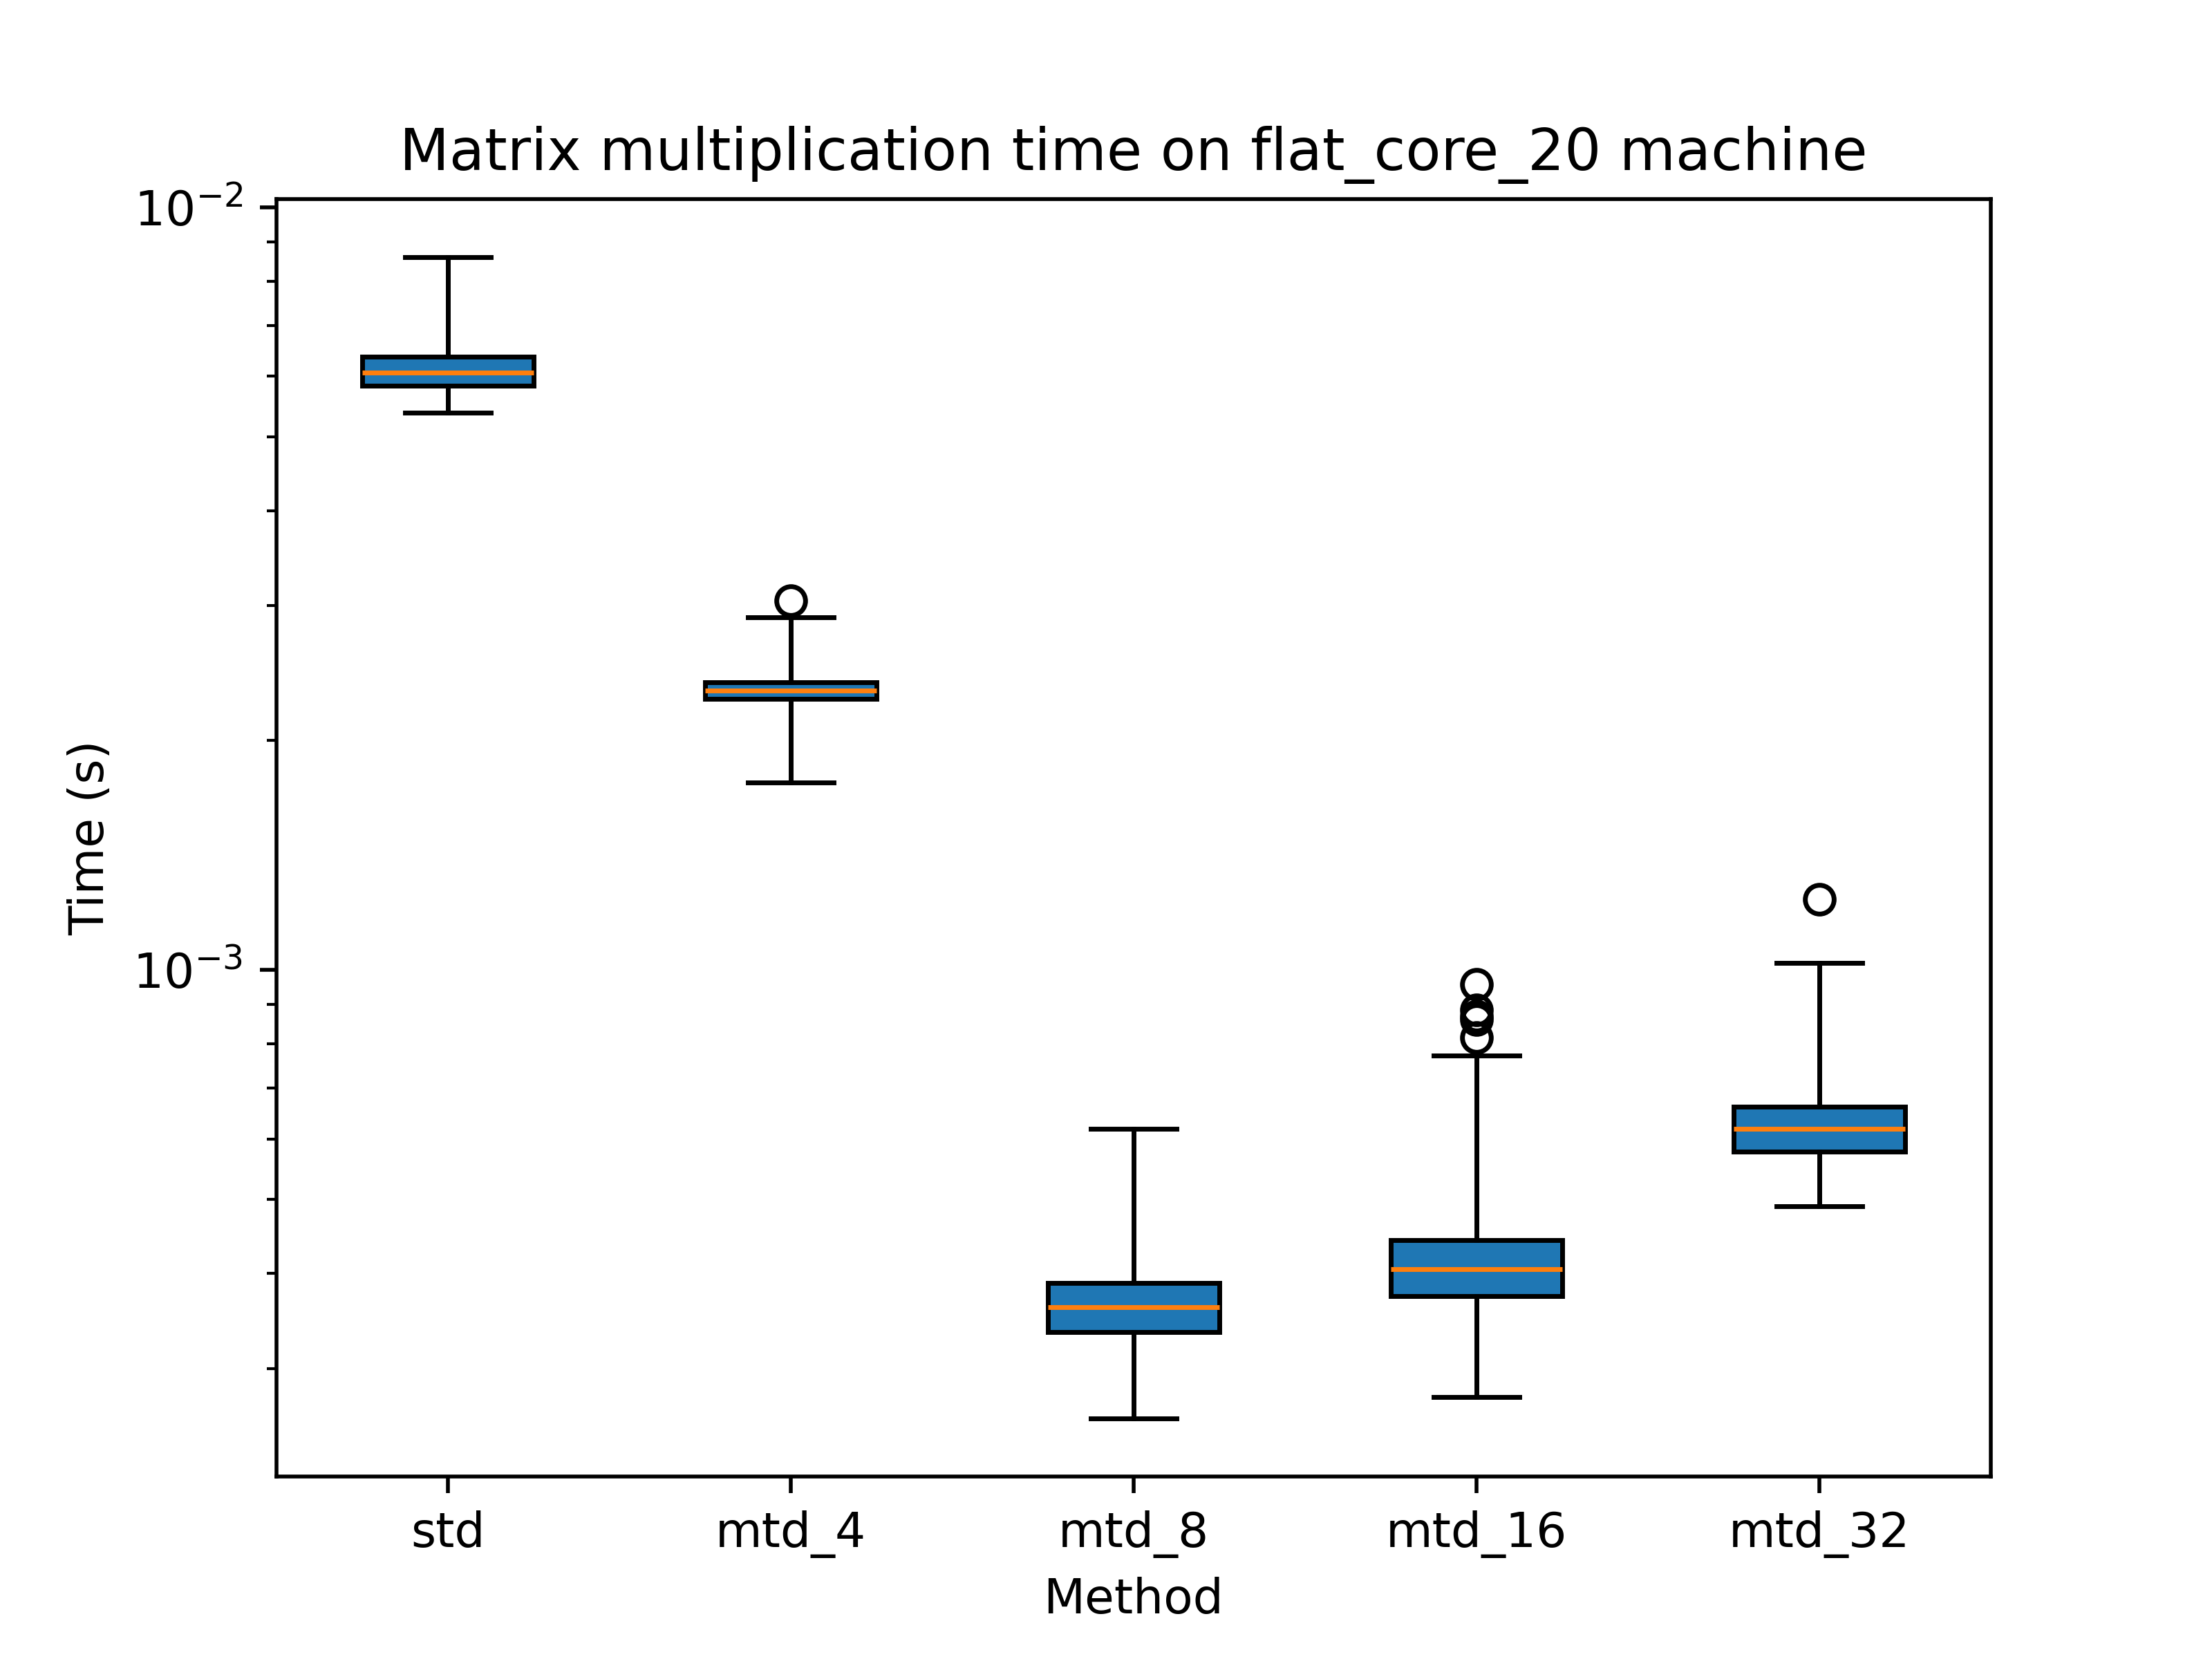 Matrix multiplication time on flat_core_20 machine
10⁻²
10⁻³
Time (s)
std mtd_4 mtd_8 mtd_16 mtd_32
Method